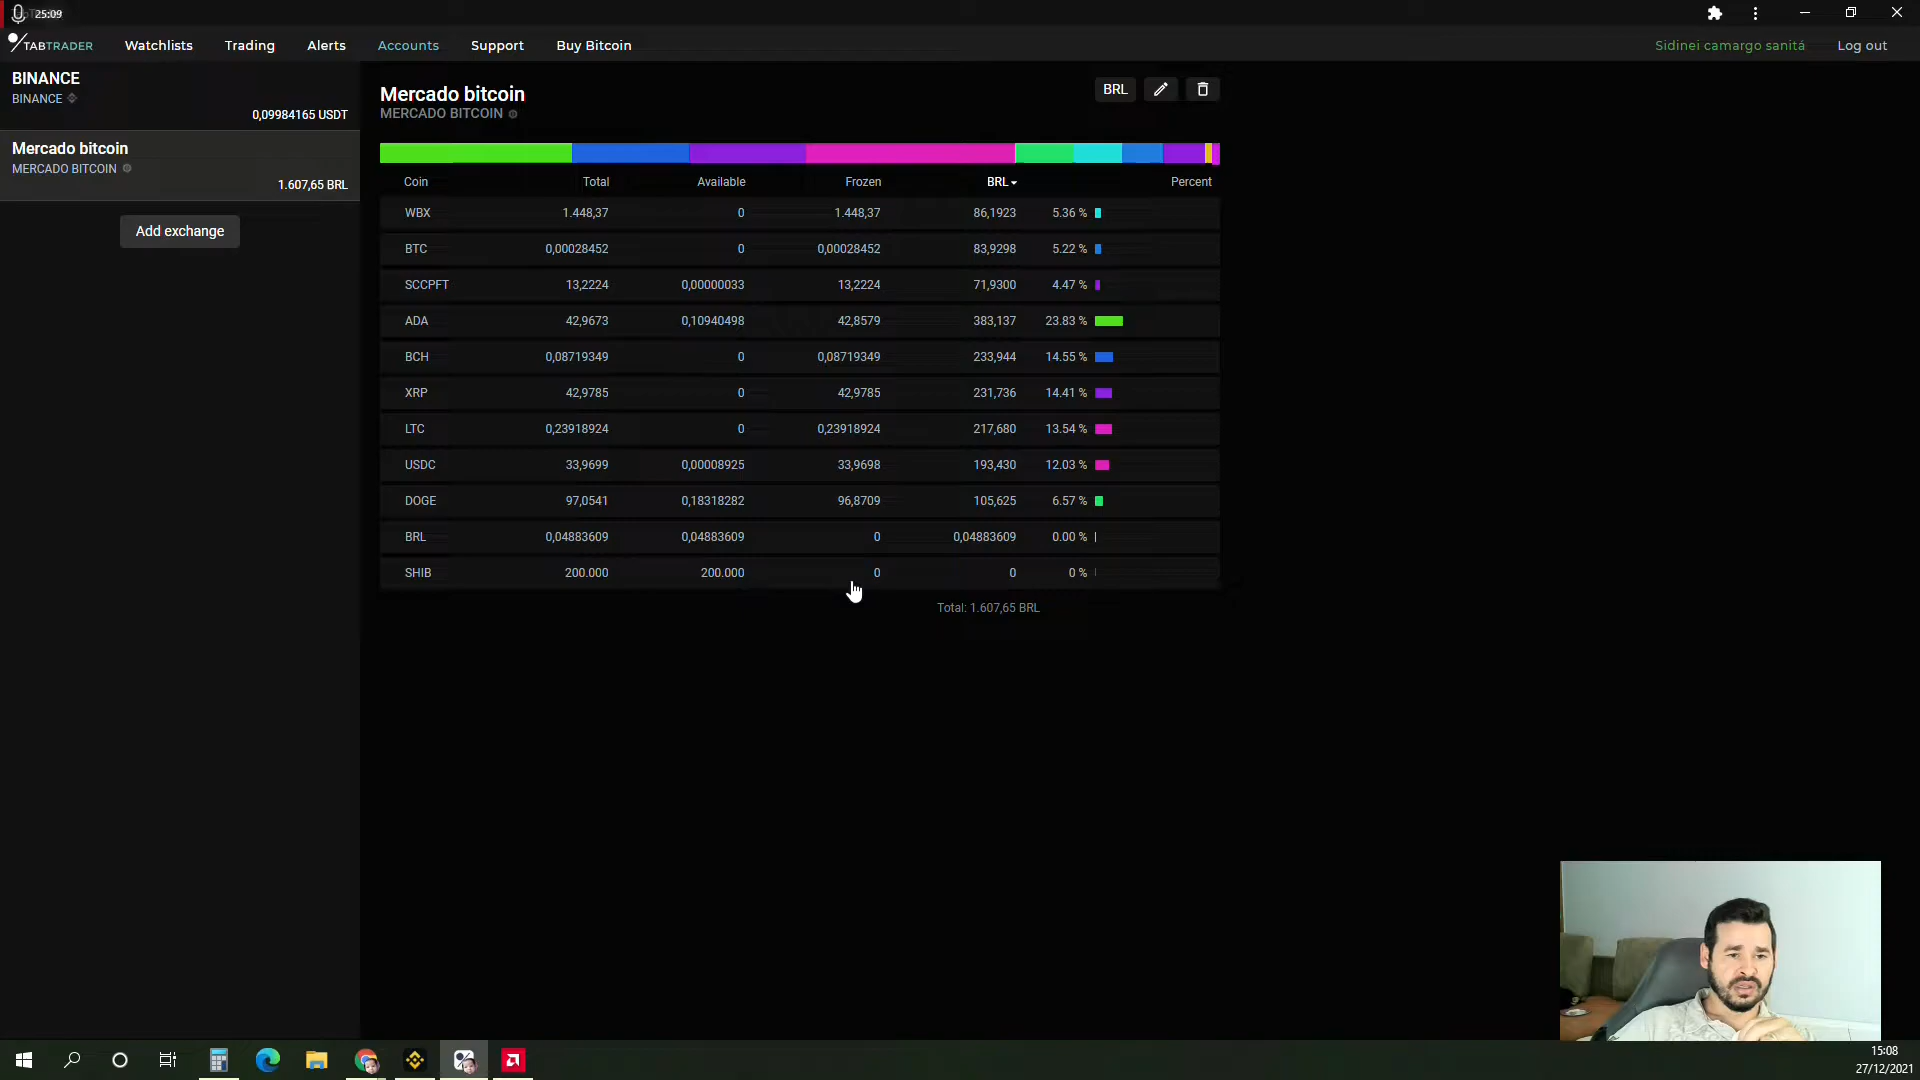 25:09
TABTRADER Watchlists Trading Alerts Accounts Support Buy Bitcoin Sidinei camargo sanitá Log out
BINANCE
BINANCE
0,09984165 USDT
Mercado bitcoin
MERCADO BITCOIN
1.607,65 BRL
Add exchange
Mercado bitcoin
MERCADO BITCOIN
BRL
Coin Total Available Frozen BRL Percent
WBX 1.448,37 0 1.448,37 86,1923 5.36 %
BTC 0,00028452 0 0,00028452 83,9298 5.22 %
SCCPFT 13,2224 0,00000033 13,2224 71,9300 4.47 %
ADA 42,9673 0,10940498 42,8579 383,137 23.83 %
BCH 0,08719349 0 0,08719349 233,944 14.55 %
XRP 42,9785 0 42,9785 231,736 14.41 %
LTC 0,23918924 0 0,23918924 217,680 13.54 %
USDC 33,9699 0,00008925 33,9698 193,430 12.03 %
DOGE 97,0541 0,18318282 96,8709 105,625 6.57 %
BRL 0,04883609 0,04883609 0 0,04883609 0.00 %
SHIB 200.000 200.000 0 0 0 %
Total: 1.607,65 BRL
15:08
27/12/2021